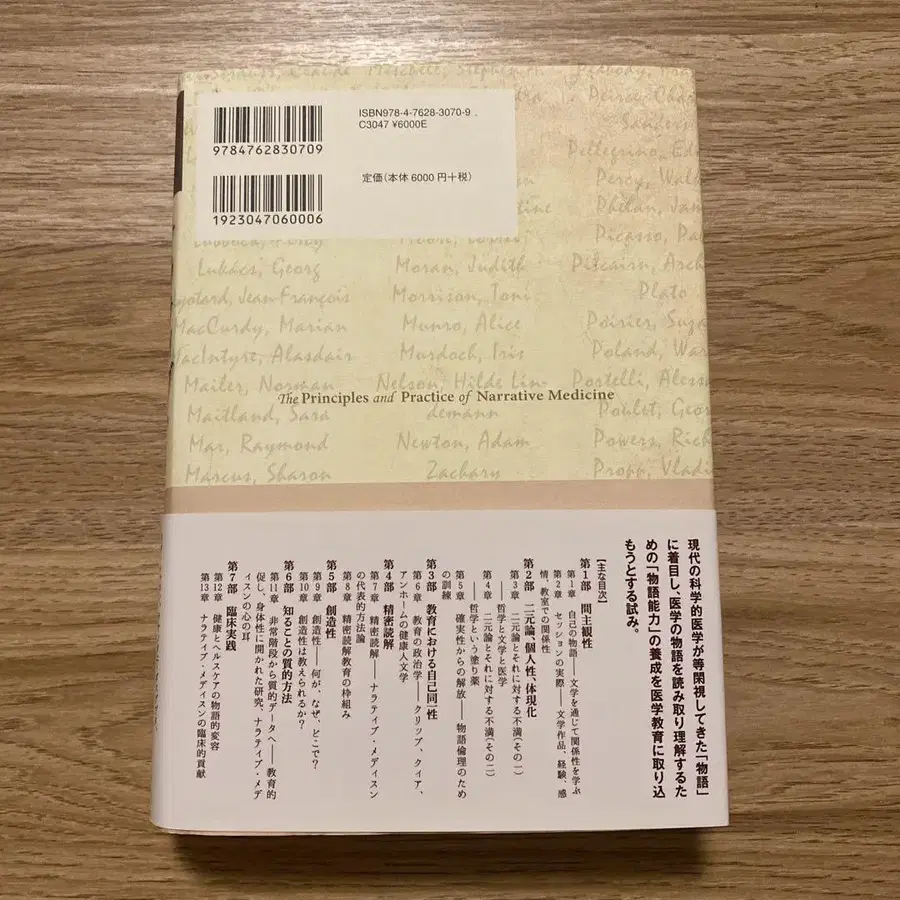 Strauss, Claude
Mitchell, Stephen A.
Peabody,
ISBN978-4-7628-3070-9
C3047 ¥6000E
9784762830709
定価(本体 6000 円+税)
1923047060006
Peirce, Cha
Sanders
Pellegrino, Ed
Percy, Walk
Phelan, Jam
Picasso, Pa
Pitcairn, Arch
Plato
Poirier, Suza
Poland, War
Portelli, Aless
Poulet, Geor
Powers, Rich
Propp, Vladi
Lukács, Georg
yotard, JeanFrançois
MacCurdy, Marian
MacIntyre, Alasdair
Mailer, Norman
Maitland, Sara
Mar, Raymond
Marcus, Sharon
Moran, Judith
Morrison, Toni
Munro, Alice
Murdoch, Iris
Nelson, Hilde Lin-
demann
Newton, Adam
Zachary
The Principles and Practice of Narrative Medicine
現代の科学的医学が等閑視してきた「物語」
に着目し、医学の物語を読み取り理解するた
めの「物語能力」の養成を医学教育に取り込
もうとする試み。
【主な目次】
第1部 間主観性
第1章 自己の物語――文学を通じて関係性を学ぶ
第2章 セッションの実際――文学作品、経験、感
情、教室での関係性
第2部 二元論、個人性、体現化
第3章 二元論とそれに対する不満(その一)
――哲学と文学と医学
第4章 二元論とそれに対する不満(その二)
――哲学という塗り薬
第5章 確実性からの解放――物語倫理のため
の訓練
第3部 教育における自己同一性
第6章 教育の政治学――クリップ、クィア、
アンホームの健康人文学
第4部 精密読解
第7章 精密読解――ナラティブ・メディスン
の代表的方法論
第8章 精密読解教育の枠組み
第5部 創造性
第9章 創造性――何が、なぜ、どこで?
第10章 創造性は教えられるか?
第6部 知ることの質的方法
第11章 非常階段から質的データへ――教育的
促し、身体性に開かれた研究、ナラティブ・メデ
ィスンの心の耳
第7部 臨床実践
第12章 健康とヘルスケアの物語的変容
第13章 ナラティブ・メディスンの臨床的貢献